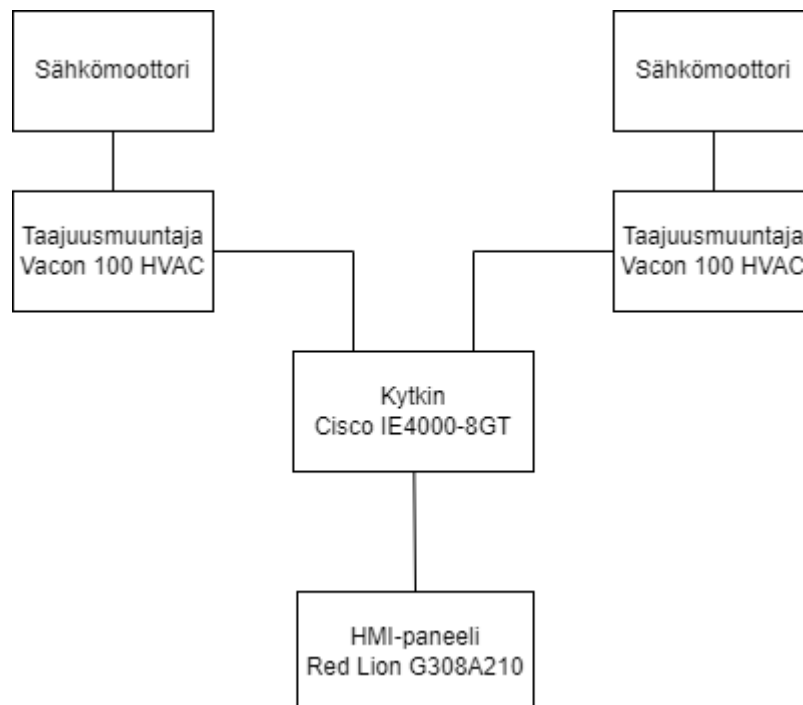 Sähkömoottori
Sähkömoottori
Taajuusmuuntaja
Vacon 100 HVAC
Taajuusmuuntaja
Vacon 100 HVAC
Kytkin
Cisco IE4000-8GT
HMI-paneeli
Red Lion G308A210